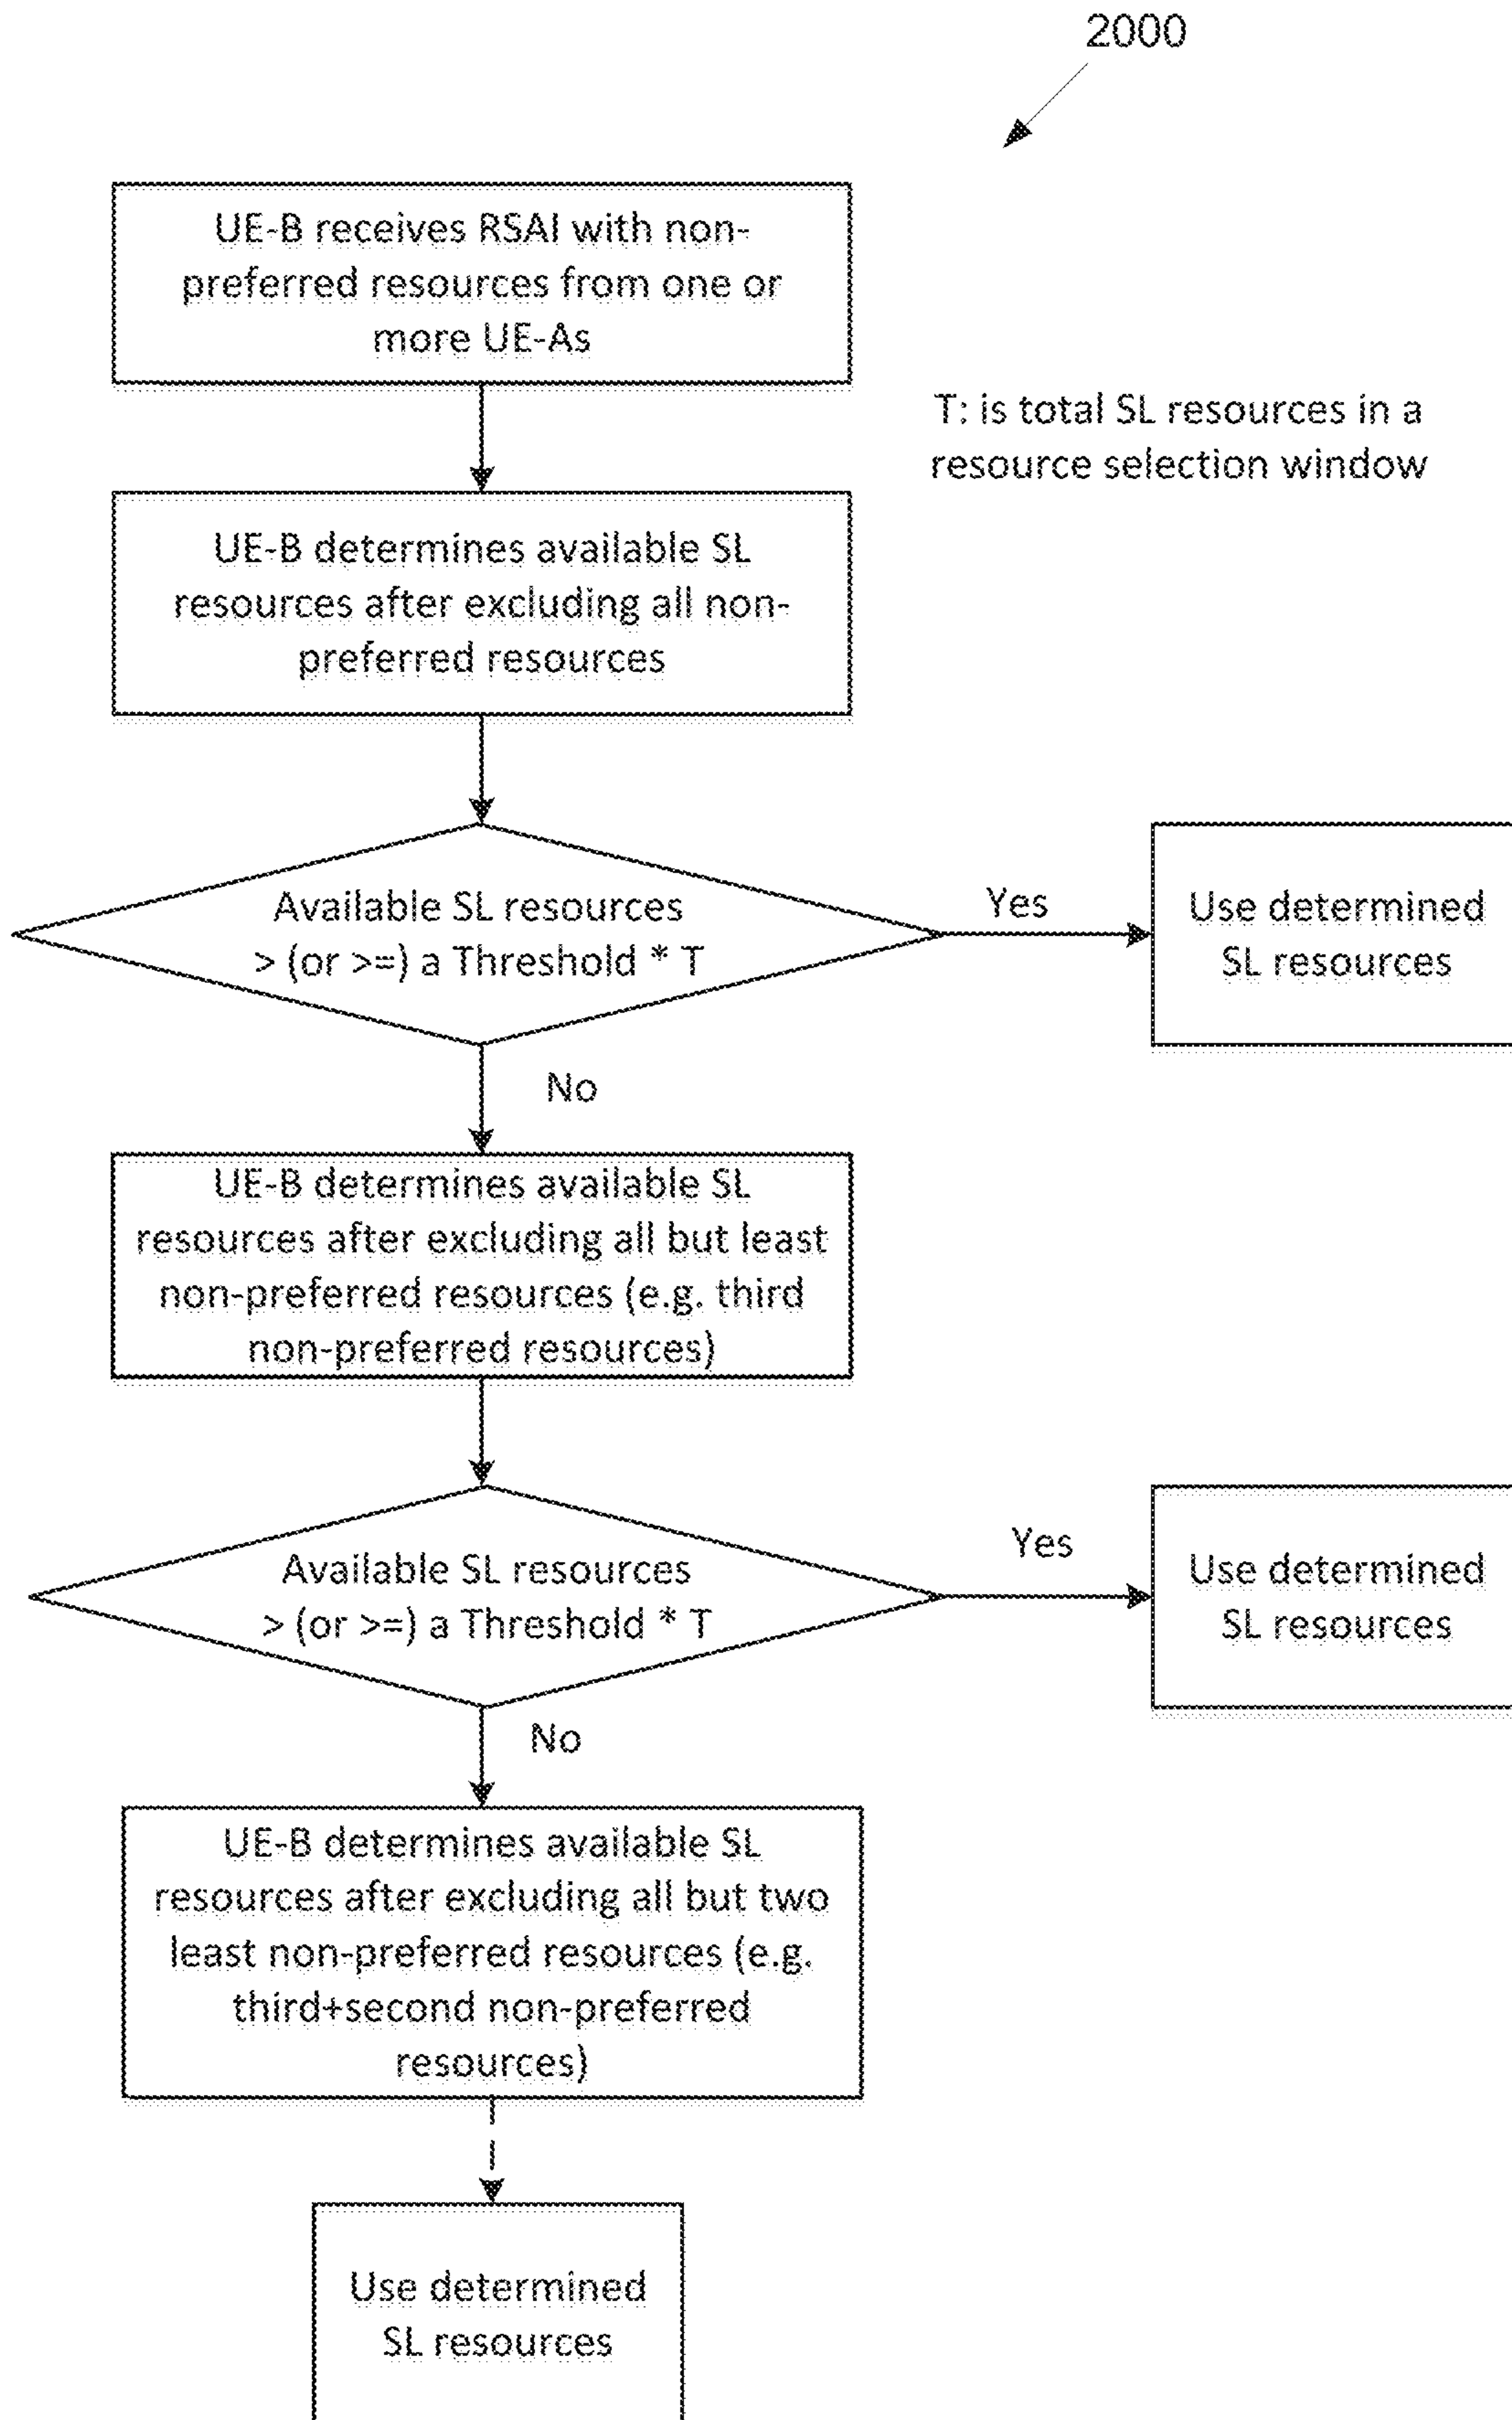 2000
UE-B receives RSAI with non-
preferred resources from one or
more UE-As
T: is total SL resources in a
resource selection window
UE-B determines available SL
resources after excluding all non-
preferred resources
Available SL resources
> (or >=) a Threshold * T
Yes
Use determined
SL resources
No
UE-B determines available SL
resources after excluding all but least
non-preferred resources (e.g. third
non-preferred resources)
Available SL resources
> (or >=) a Threshold * T
Yes
Use determined
SL resources
No
UE-B determines available SL
resources after excluding all but two
least non-preferred resources (e.g.
third+second non-preferred
resources)
Use determined
SL resources